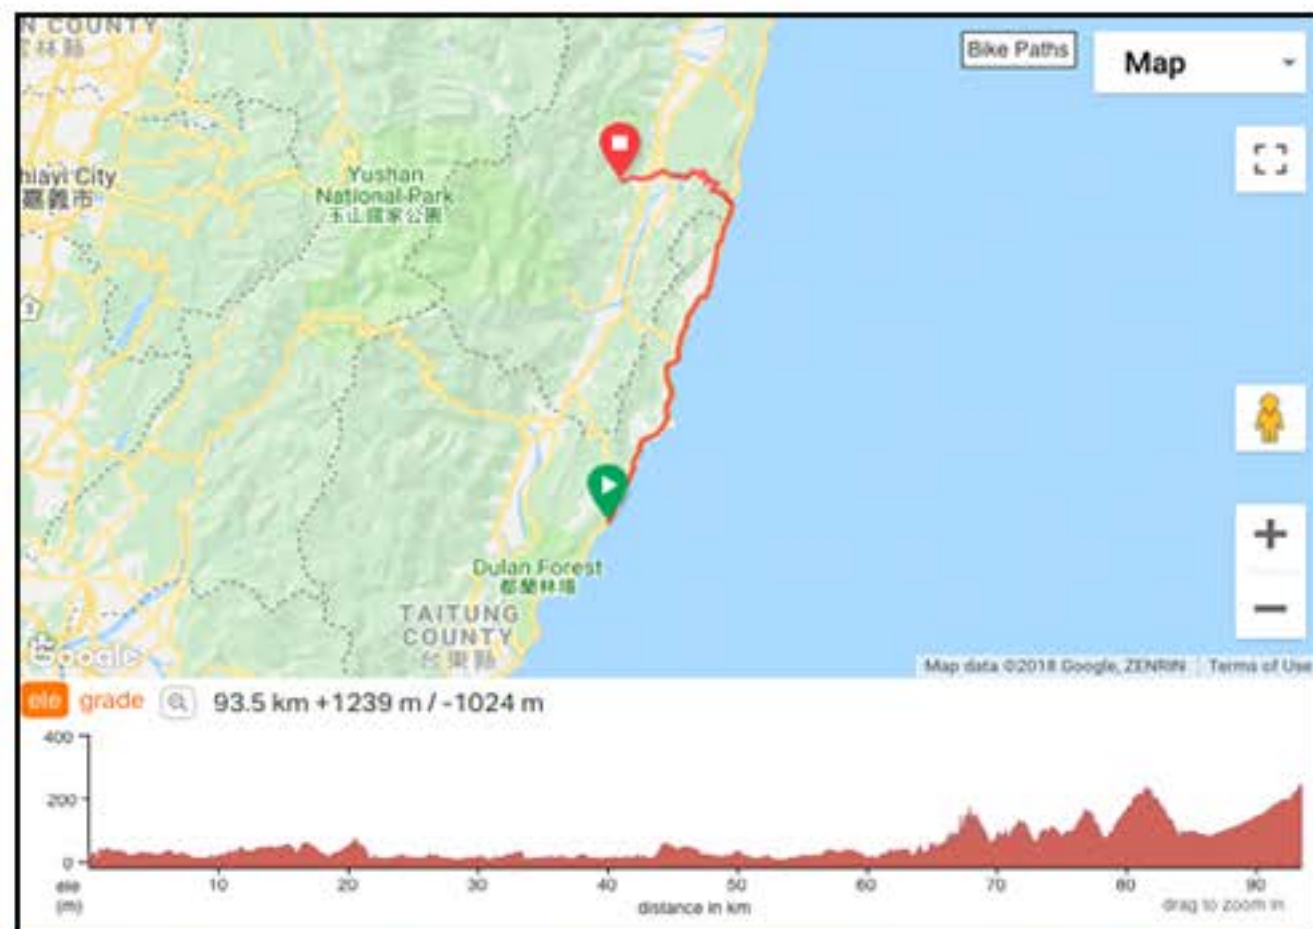 N COUNTY
Bike Paths
Map
Yushan
National Park
玉山國家公園
hiayi City
嘉義市
3
Dulan Forest
都蘭林場
TAITUNG
COUNTY
台東縣
Google
Map data ©2018 Google, ZENRIN
Terms of Use
ele grade 93.5 km +1239 m / -1024 m
400
200
0
ele
(m)
10 20 30 40 50 60 70 80 90
distance in km
drag to zoom in